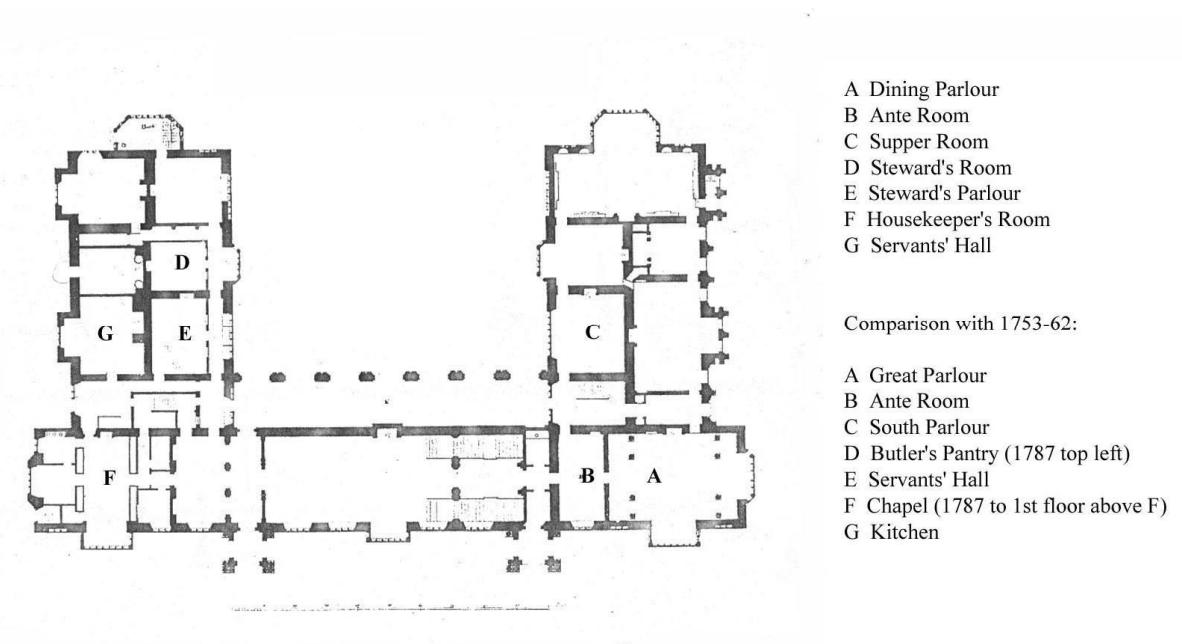 A Dining Parlour
B Ante Room
C Supper Room
D Steward's Room
E Steward's Parlour
F Housekeeper's Room
G Servants' Hall
Comparison with 1753-62:
A Great Parlour
B Ante Room
C South Parlour
D Butler's Pantry (1787 top left)
E Servants' Hall
F Chapel (1787 to 1st floor above F)
G Kitchen
D
G
E
C
F
B
A